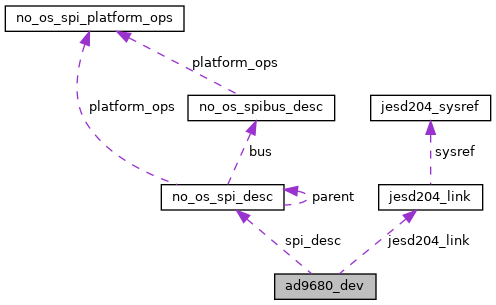 no_os_spi_platform_ops
platform_ops
no_os_spibus_desc
jesd204_sysref
platform_ops
bus
sysref
no_os_spi_desc
parent
jesd204_link
spi_desc
jesd204_link
ad9680_dev